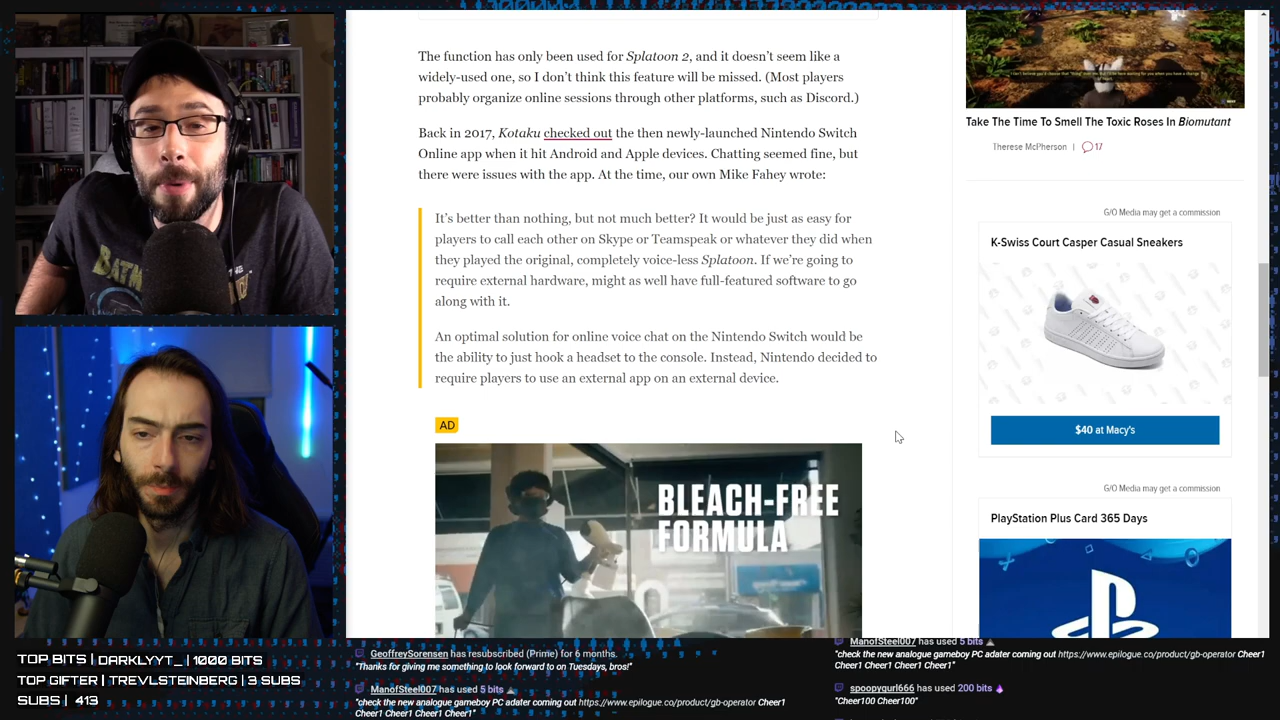 The function has only been used for Splatoon 2, and it doesn't seem like a
widely-used one, so I don't think this feature will be missed. (Most players
probably organize online sessions through other platforms, such as Discord.)
Back in 2017, Kotaku checked out the then newly-launched Nintendo Switch
Online app when it hit Android and Apple devices. Chatting seemed fine, but
there were issues with the app. At the time, our own Mike Fahey wrote:
It's better than nothing, but not much better? It would be just as easy for
players to call each other on Skype or Teamspeak or whatever they did when
they played the original, completely voice-less Splatoon. If we're going to
require external hardware, might as well have full-featured software to go
along with it.
An optimal solution for online voice chat on the Nintendo Switch would be
the ability to just hook a headset to the console. Instead, Nintendo decided to
require players to use an external app on an external device.
AD
BLEACH-FREE
FORMULA
Take The Time To Smell The Toxic Roses In Biomutant
Therese McPherson | 17
G/O Media may get a commission
K-Swiss Court Casper Casual Sneakers
$40 at Macy's
G/O Media may get a commission
PlayStation Plus Card 365 Days
TOP BITS | DARKLYYT_ | 1000 BITS
TOP GIFTER | TREVLSTEINBERG | 3 SUBS
SUBS | 413
GeoffreySorensen has resubscribed (Prime) for 6 months.
"Thanks for giving me something to look forward to on Tuesdays, bros!"
ManofSteel007 has used 5 bits
"check the new analogue gameboy PC adater coming out https://www.epilogue.co/product/gb-operator Cheer1
Cheer1 Cheer1 Cheer1 Cheer1"
ManofSteel007 has used 5 bits
"check the new analogue gameboy PC adater coming out https://www.epilogue.co/product/gb-operator Cheer1
Cheer1 Cheer1 Cheer1 Cheer1"
spoopygurl666 has used 200 bits
"Cheer100 Cheer100"